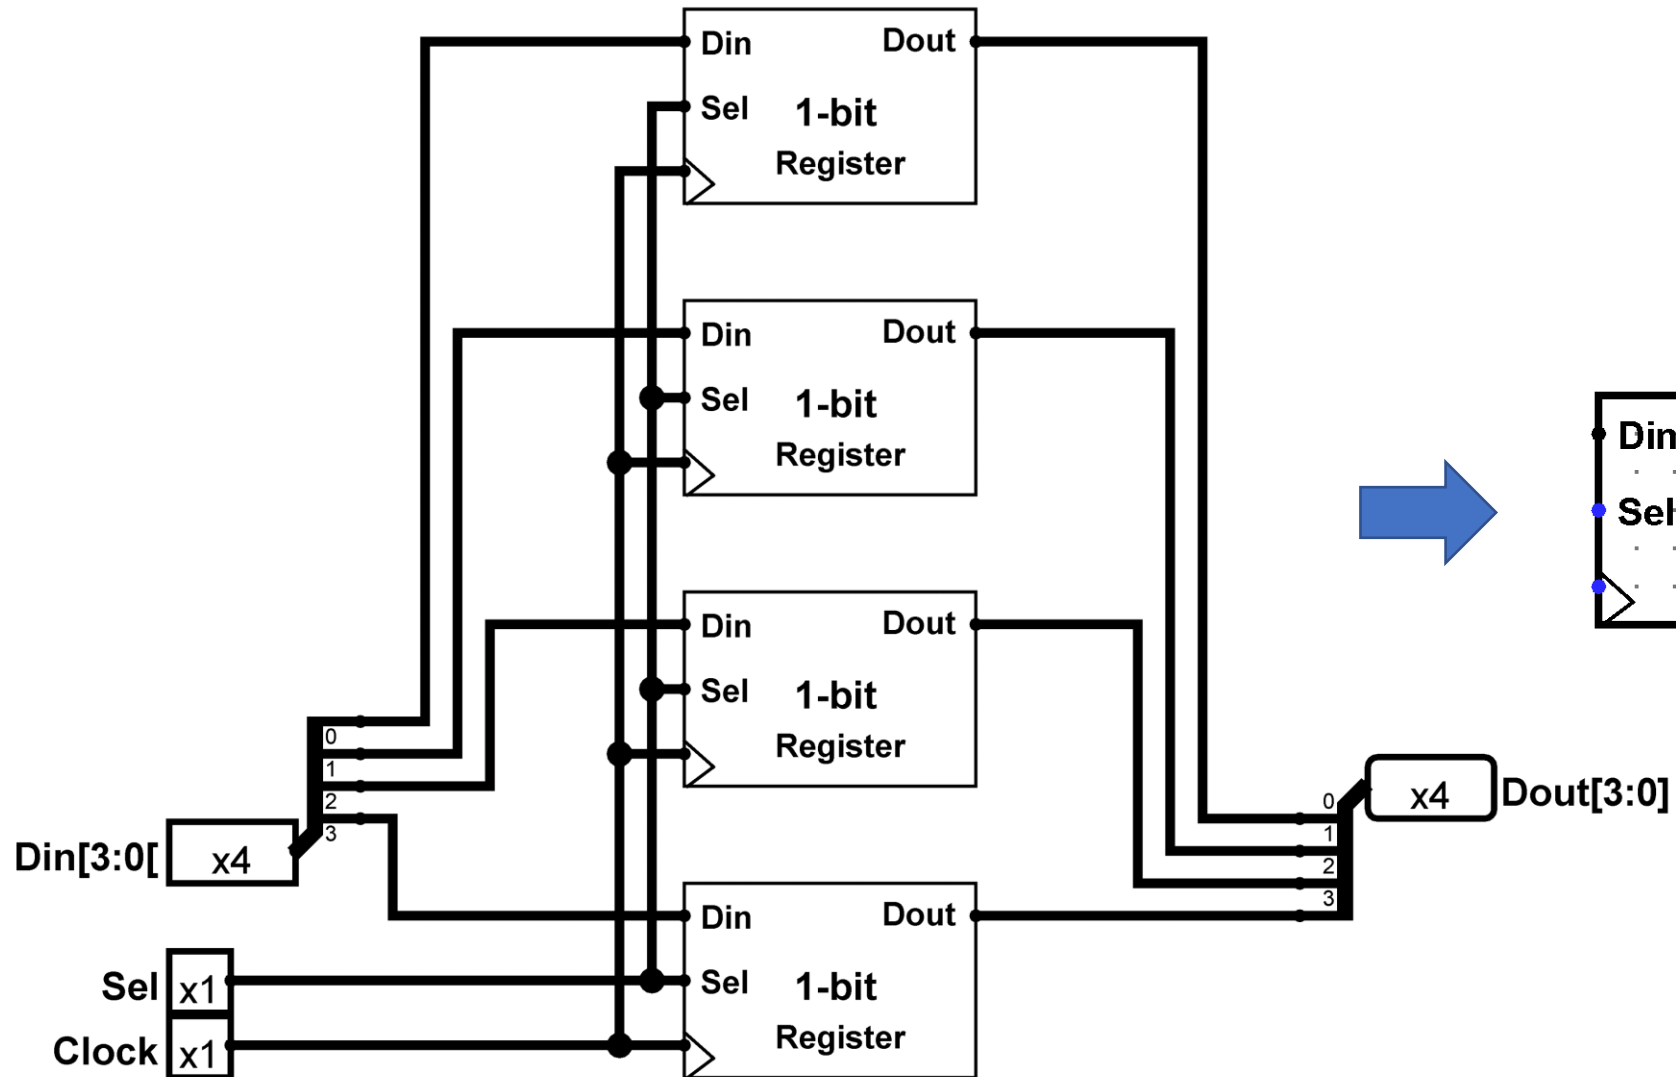 Din Dout
Sel 1-bit
Register
Din Dout
Sel 1-bit
Register
Din
Sel
Din Dout
Sel 1-bit
Register
0
1
2
3
Din[3:0[ x4
0
1
2
3
x4 Dout[3:0]
Din Dout
Sel 1-bit
Register
Sel x1
Clock x1